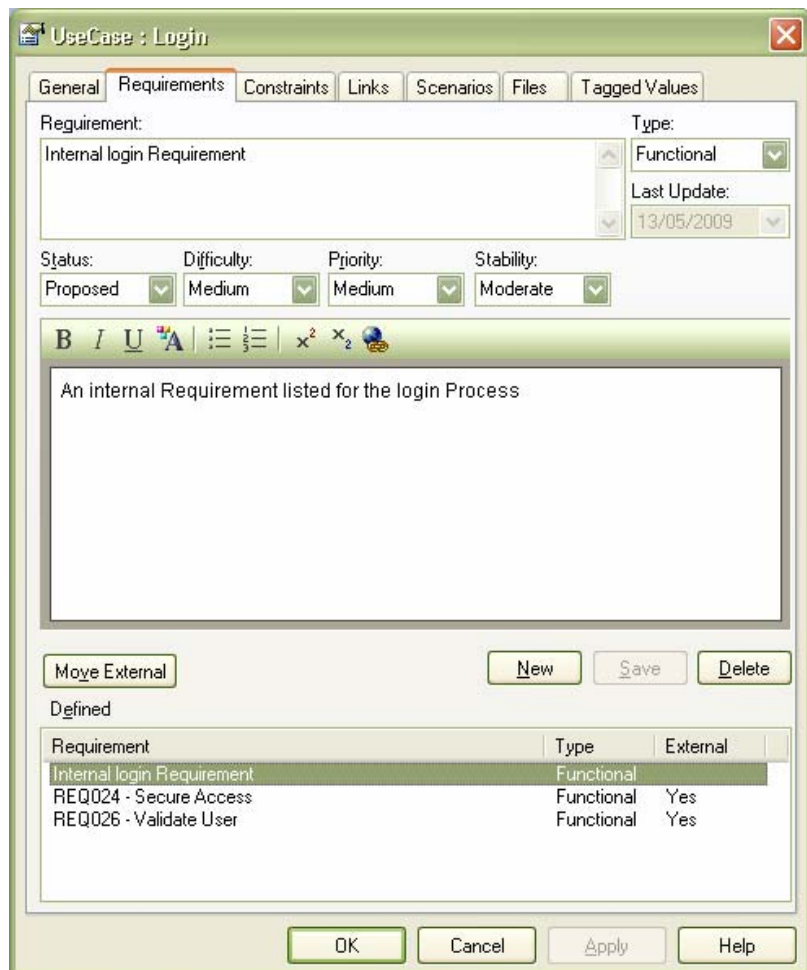 UseCase : Login
General Requirements Constraints Links Scenarios Files Tagged Values
Requirement: Type:
Internal login Requirement Functional
Last Update:
13/05/2009
Status: Difficulty: Priority: Stability:
Proposed Medium Medium Moderate
B I U A x² x₂
An internal Requirement listed for the login Process
Move External New Save Delete
Defined
Requirement Type External
Internal login Requirement Functional
REQ024 - Secure Access Functional Yes
REQ026 - Validate User Functional Yes
OK Cancel Apply Help